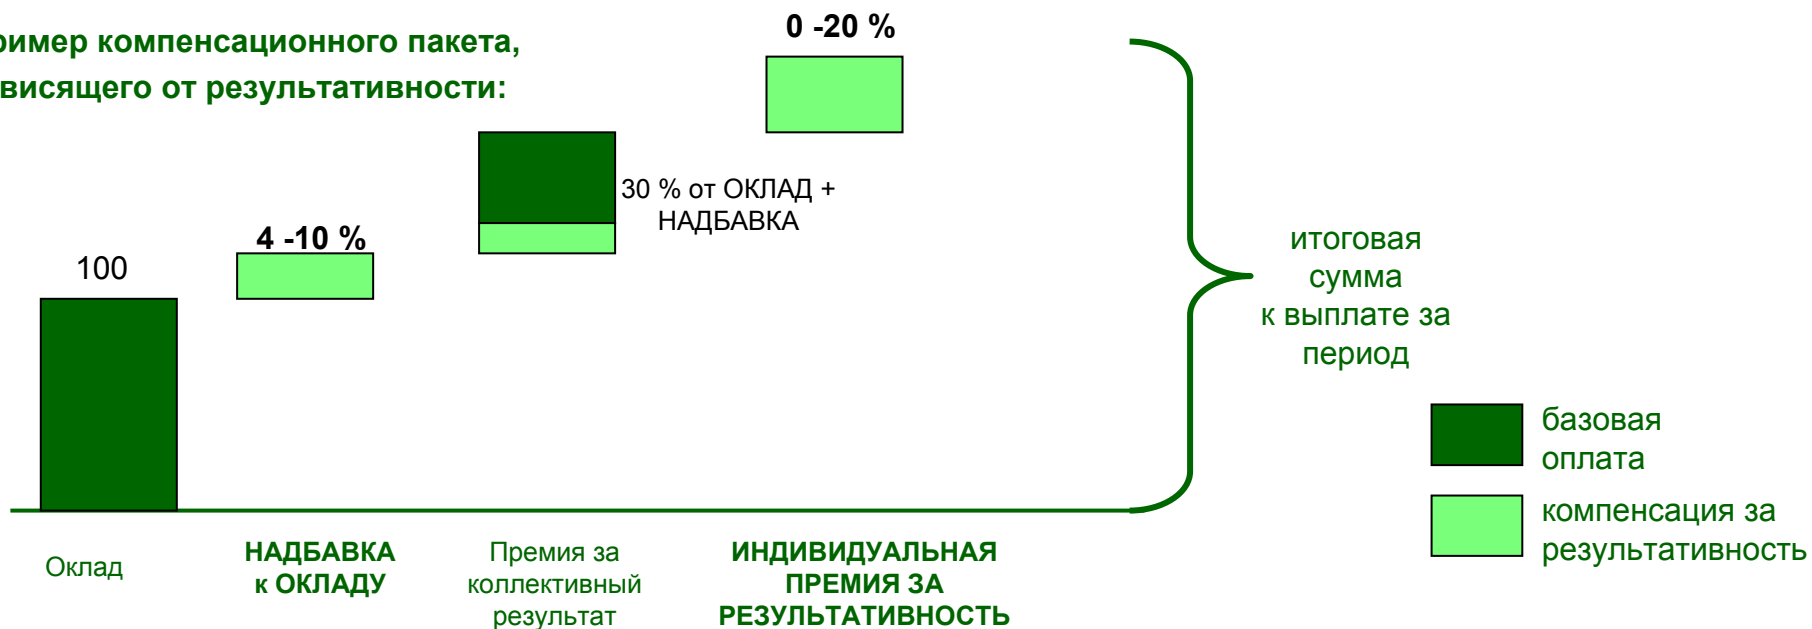 ример компенсационного пакета,
висящего от результативности:
0 -20 %
30 % от ОКЛАД +
НАДБАВКА
4 -10 %
100
итоговая
сумма
к выплате за
период
базовая
оплата
компенсация за
результативность
Оклад
НАДБАВКА
к ОКЛАДУ
Премия за
коллективный
результат
ИНДИВИДУАЛЬНАЯ
ПРЕМИЯ ЗА
РЕЗУЛЬТАТИВНОСТЬ